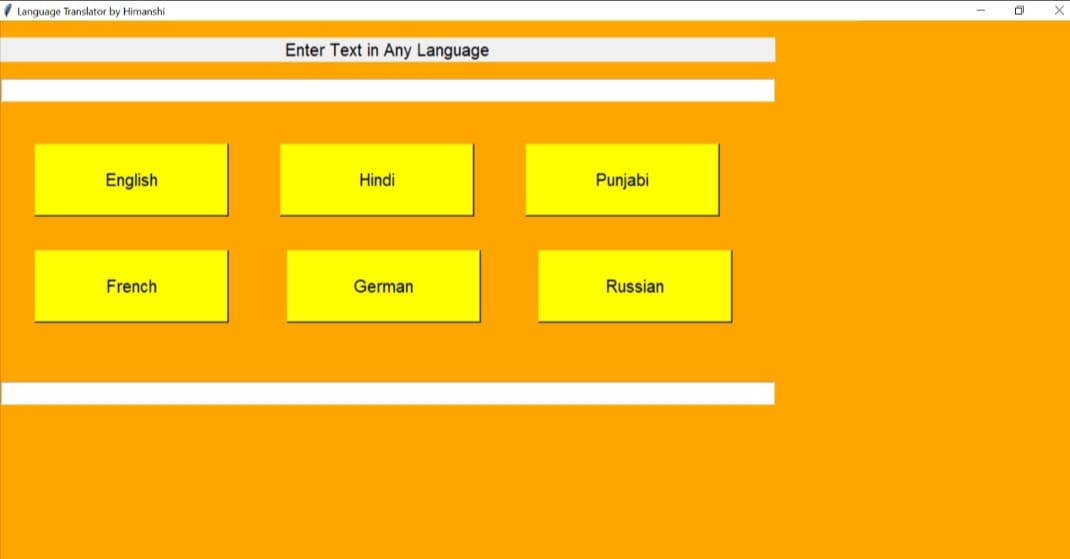 Language Translator by Himanshi
Enter Text in Any Language
English Hindi Punjabi
French German Russian